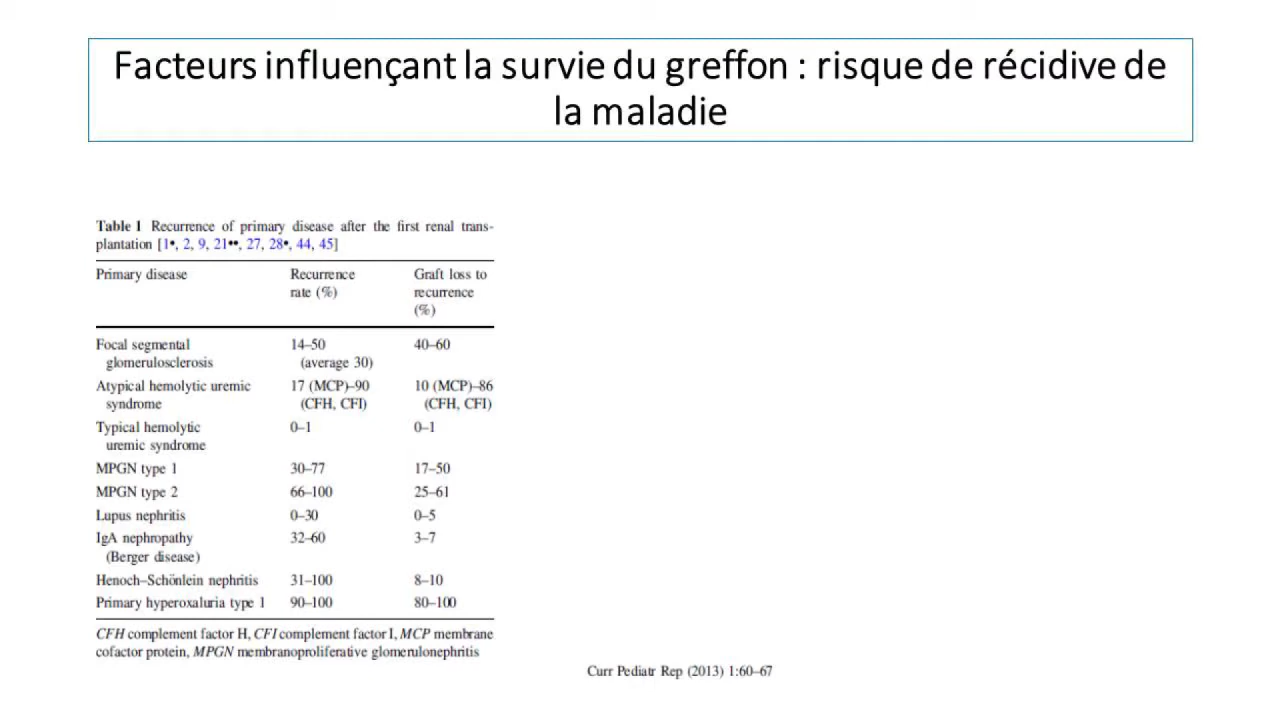 Facteurs influençant la survie du greffon : risque de récidive de
la maladie
Table 1 Recurrence of primary disease after the first renal trans-
plantation [1•, 2, 9, 21••, 27, 28•, 44, 45]
Primary disease Recurrence rate (%) Graft loss to recurrence (%)
Focal segmental glomerulosclerosis 14–50 (average 30) 40–60
Atypical hemolytic uremic syndrome 17 (MCP)–90 (CFH, CFI) 10 (MCP)–86 (CFH, CFI)
Typical hemolytic uremic syndrome 0–1 0–1
MPGN type 1 30–77 17–50
MPGN type 2 66–100 25–61
Lupus nephritis 0–30 0–5
IgA nephropathy (Berger disease) 32–60 3–7
Henoch–Schönlein nephritis 31–100 8–10
Primary hyperoxaluria type 1 90–100 80–100
CFH complement factor H, CFI complement factor I, MCP membrane
cofactor protein, MPGN membranoproliferative glomerulonephritis
Curr Pediatr Rep (2013) 1:60–67